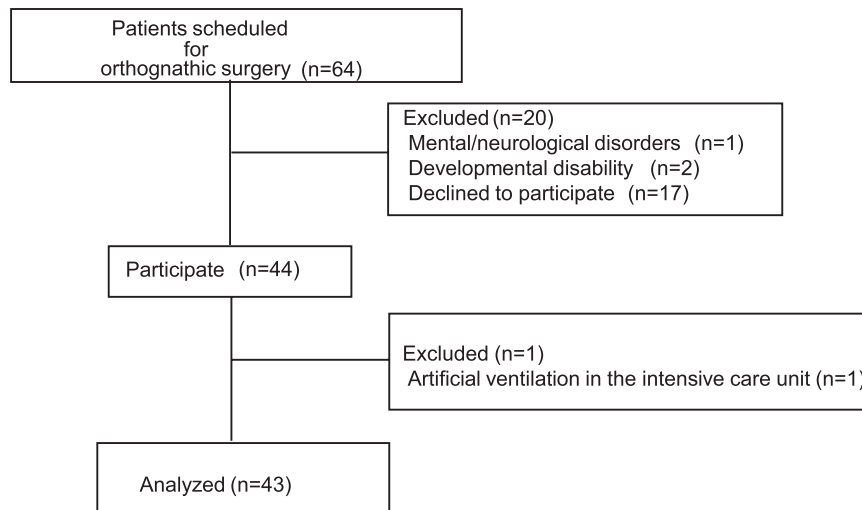 Patients scheduled
for
orthognathic surgery (n=64)
Excluded (n=20)
Mental/neurological disorders (n=1)
Developmental disability (n=2)
Declined to participate (n=17)
Participate (n=44)
Excluded (n=1)
Artificial ventilation in the intensive care unit (n=1)
Analyzed (n=43)